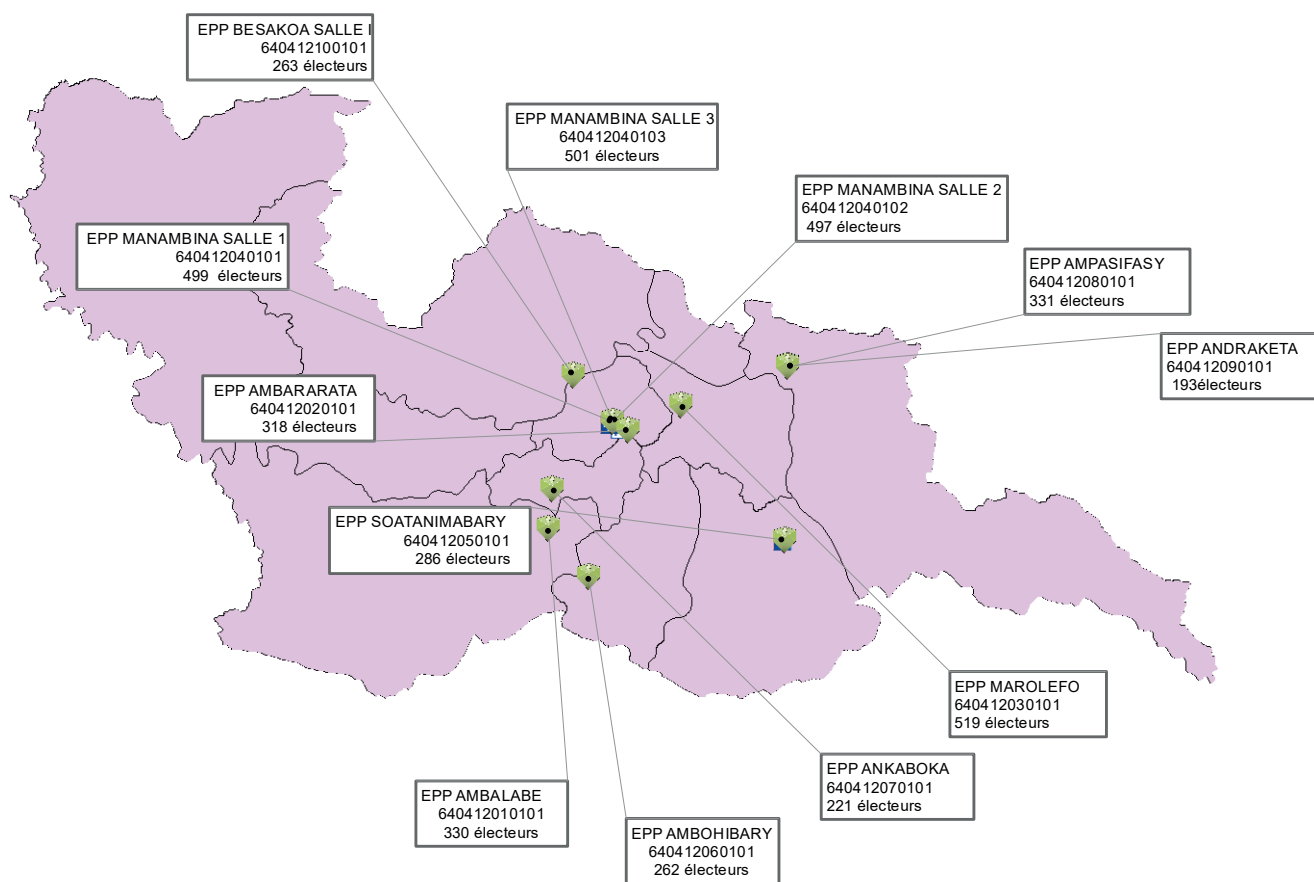 EPP BESAKOA SALLE I
640412100101
263 électeurs
EPP MANAMBINA SALLE 3
640412040103
501 électeurs
EPP MANAMBINA SALLE 2
640412040102
497 électeurs
EPP MANAMBINA SALLE 1
640412040101
499 électeurs
EPP AMPASIFASY
640412080101
331 électeurs
EPP ANDRAKETA
640412090101
193électeurs
EPP AMBARARATA
640412020101
318 électeurs
EPP SOATANIMABARY
640412050101
286 électeurs
EPP MAROLEFO
640412030101
519 électeurs
EPP ANKABOKA
640412070101
221 électeurs
EPP AMBALABE
640412010101
330 électeurs
EPP AMBOHIBARY
640412060101
262 électeurs